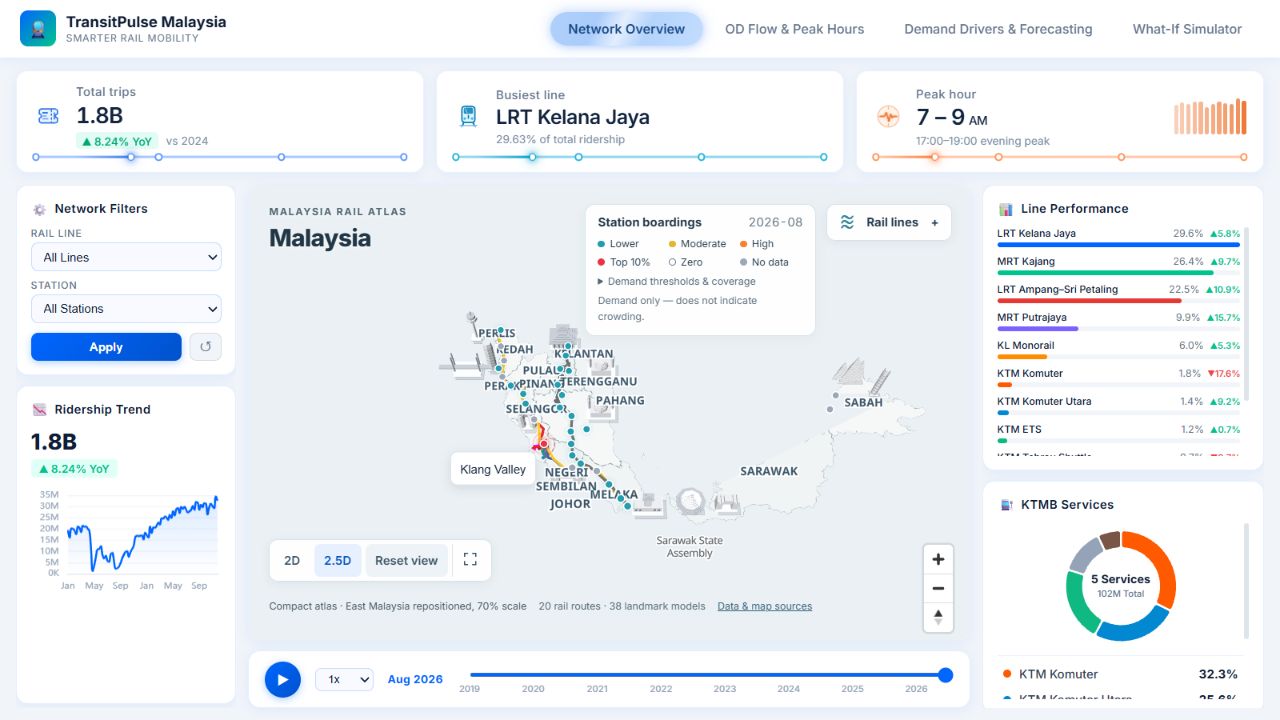 TransitPulse Malaysia
SMARTER RAIL MOBILITY
Network Overview
OD Flow & Peak Hours
Demand Drivers & Forecasting
What-If Simulator
Total trips
1.8B
▲ 8.24% YoY vs 2024
Busiest line
LRT Kelana Jaya
29.63% of total ridership
Peak hour
7 – 9 AM
17:00–19:00 evening peak
Network Filters
RAIL LINE
All Lines
STATION
All Stations
Apply
↺
Ridership Trend
1.8B
▲ 8.24% YoY
35M
30M
25M
20M
15M
10M
5M
0K
Jan May Sep Jan May Sep
MALAYSIA RAIL ATLAS
Malaysia
Station boardings 2026-08
Lower Moderate High
Top 10% Zero No data
▶ Demand thresholds & coverage
Demand only — does not indicate
crowding.
Rail lines +
PERLIS
KEDAH
KELANTAN
PULAU
PINANG
PERAK
TERENGGANU
PAHANG
SELANGOR
Klang Valley
NEGERI
SEMBILAN
MELAKA
JOHOR
SABAH
SARAWAK
Sarawak State
Assembly
2D 2.5D Reset view
Compact atlas · East Malaysia repositioned, 70% scale 20 rail routes · 38 landmark models Data & map sources
1x
Aug 2026
2019 2020 2021 2022 2023 2024 2025 2026
Line Performance
LRT Kelana Jaya 29.6% ▲5.8%
MRT Kajang 26.4% ▲9.7%
LRT Ampang–Sri Petaling 22.5% ▲10.9%
MRT Putrajaya 9.9% ▲15.7%
KL Monorail 6.0% ▲5.3%
KTM Komuter 1.8% ▼17.6%
KTM Komuter Utara 1.4% ▲9.2%
KTM ETS 1.2% ▲0.7%
KTM Tebrau Shuttle
KTMB Services
5 Services
102M Total
KTM Komuter 32.3%
KTM Komuter Utara 25.6%